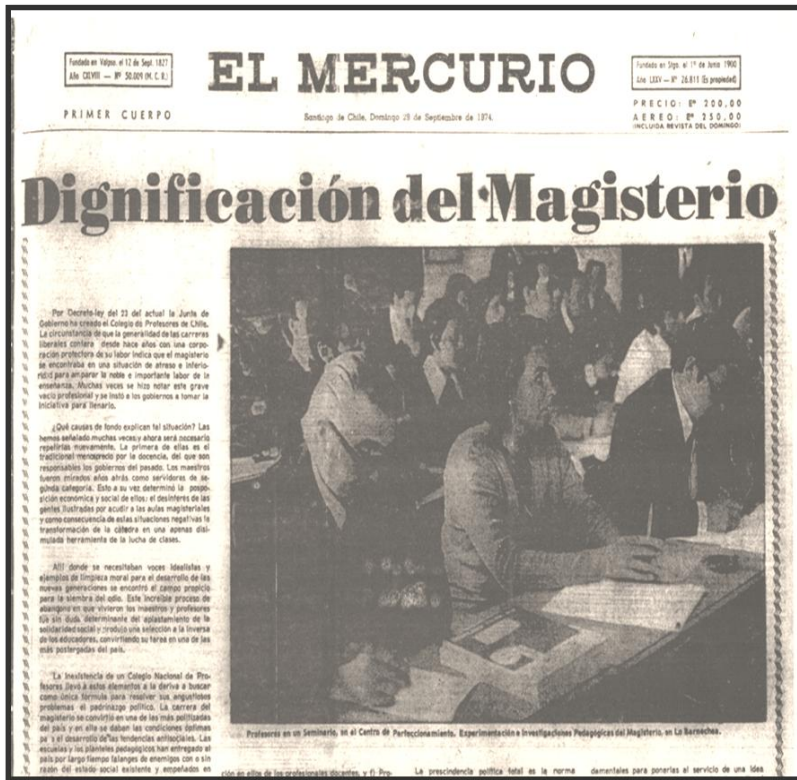 Fundado en Valpso. el 12 de Sept. 1827
Año CXLVIII — Nº 50.009 (M. C. R.)
PRIMER CUERPO
EL MERCURIO
Santiago de Chile, Domingo 29 de Septiembre de 1974.
Fundado en Stgo. el 1º de Junio 1900
Año LXXV — Nº 26.811 (Es propiedad)
PRECIO: Eº 200,00
AEREO: Eº 250,00
(INCLUIDA REVISTA DEL DOMINGO)
Dignificación del Magisterio
Por Decreto-ley del 23 del actual la Junta de
Gobierno ha creado el Colegio de Profesores de Chile.
La circunstancia de que la generalidad de las carreras
liberales contara desde hace años con una corpo-
ración protectora de su labor indica que el magisterio
se encontraba en una situación de atraso e inferio-
ridad para amparar la noble e importante labor de la
enseñanza. Muchas veces se hizo notar este grave
vacío profesional y se instó a los gobiernos a tomar la
iniciativa para llenarlo.
¿Qué causas de fondo explican tal situación? Las
hemos señalado muchas veces y ahora será necesario
repetirlas nuevamente. La primera de ellas es el
tradicional menosprecio por la docencia, del que son
responsables los gobiernos del pasado. Los maestros
fueron mirados años atrás como servidores de se-
gunda categoría. Esto a su vez determinó la pospo-
sición económica y social de ellos; el desinterés de las
gentes ilustradas por acudir a las aulas magisteriales
y como consecuencia de estas situaciones negativas la
transformación de la cátedra en una apenas disi-
mulada herramienta de la lucha de clases.
Allí donde se necesitaban voces idealistas y
ejemplos de limpieza moral para el desarrollo de las
nuevas generaciones se encontró el campo propicio
para la siembra del odio. Este increíble proceso de
abandono en que vivieron los maestros y profesores
fue sin duda determinante del aplastamiento de la
solidaridad social y produjo una selección a la inversa
de los educadores, convirtiendo su tarea en una de las
más postergadas del país.
La inexistencia de un Colegio Nacional de Pro-
fesores llevó a estos elementos a la deriva a buscar
como única fórmula para resolver sus angustiosos
problemas el padrinazgo político. La carrera del
magisterio se convirtió en una de las más politizadas
del país y en ella se daban las condiciones óptimas
pa a el desarrollo de las tendencias antisociales. Las
escuelas y los planteles pedagógicos han entregado al
país por largo tiempo falanges de enemigos con o sin
razón del estado social existente y empeñados en
Profesores en un Seminario, en el Centro de Perfeccionamiento, Experimentación e Investigaciones Pedagógicas del Magisterio, en Lo Barnechea.
ción en ellos de los profesionales docentes, y f) Pro-
La prescindencia política total es la norma
damentales para ponerlas al servicio de una idea